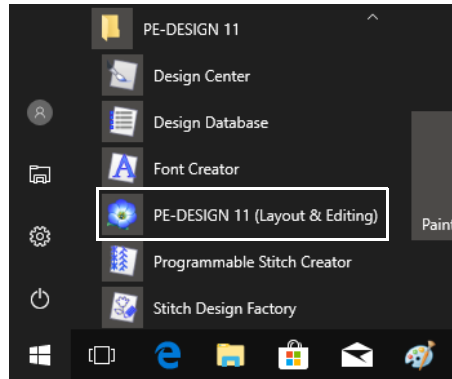 PE-DESIGN 11
Design Center
Design Database
Font Creator
PE-DESIGN 11 (Layout & Editing)
Pain
Programmable Stitch Creator
Stitch Design Factory